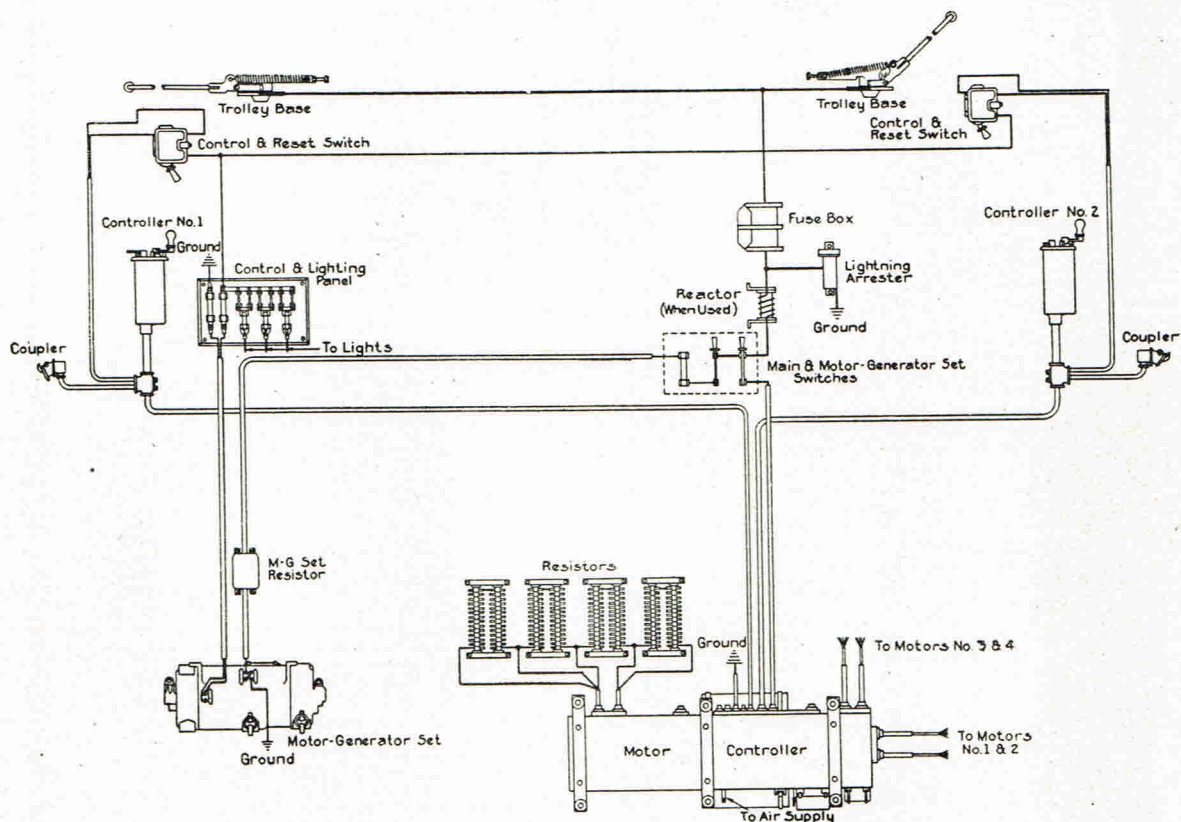 Trolley Base
Trolley Base
Control & Reset Switch
Control &
Reset Switch
Controller No.1
Ground
Control & Lighting
Panel
Fuse Box
Controller No. 2
Lightning
Arrester
Reactor
(When Used)
Ground
Coupler
To Lights
Main & Motor-Generator Set
Switches
Coupler
M-G Set
Resistor
Resistors
Ground
To Motors No. 3 & 4
Motor-Generator Set
Ground
Motor
Controller
To Motors
No. 1 & 2
To Air Supply